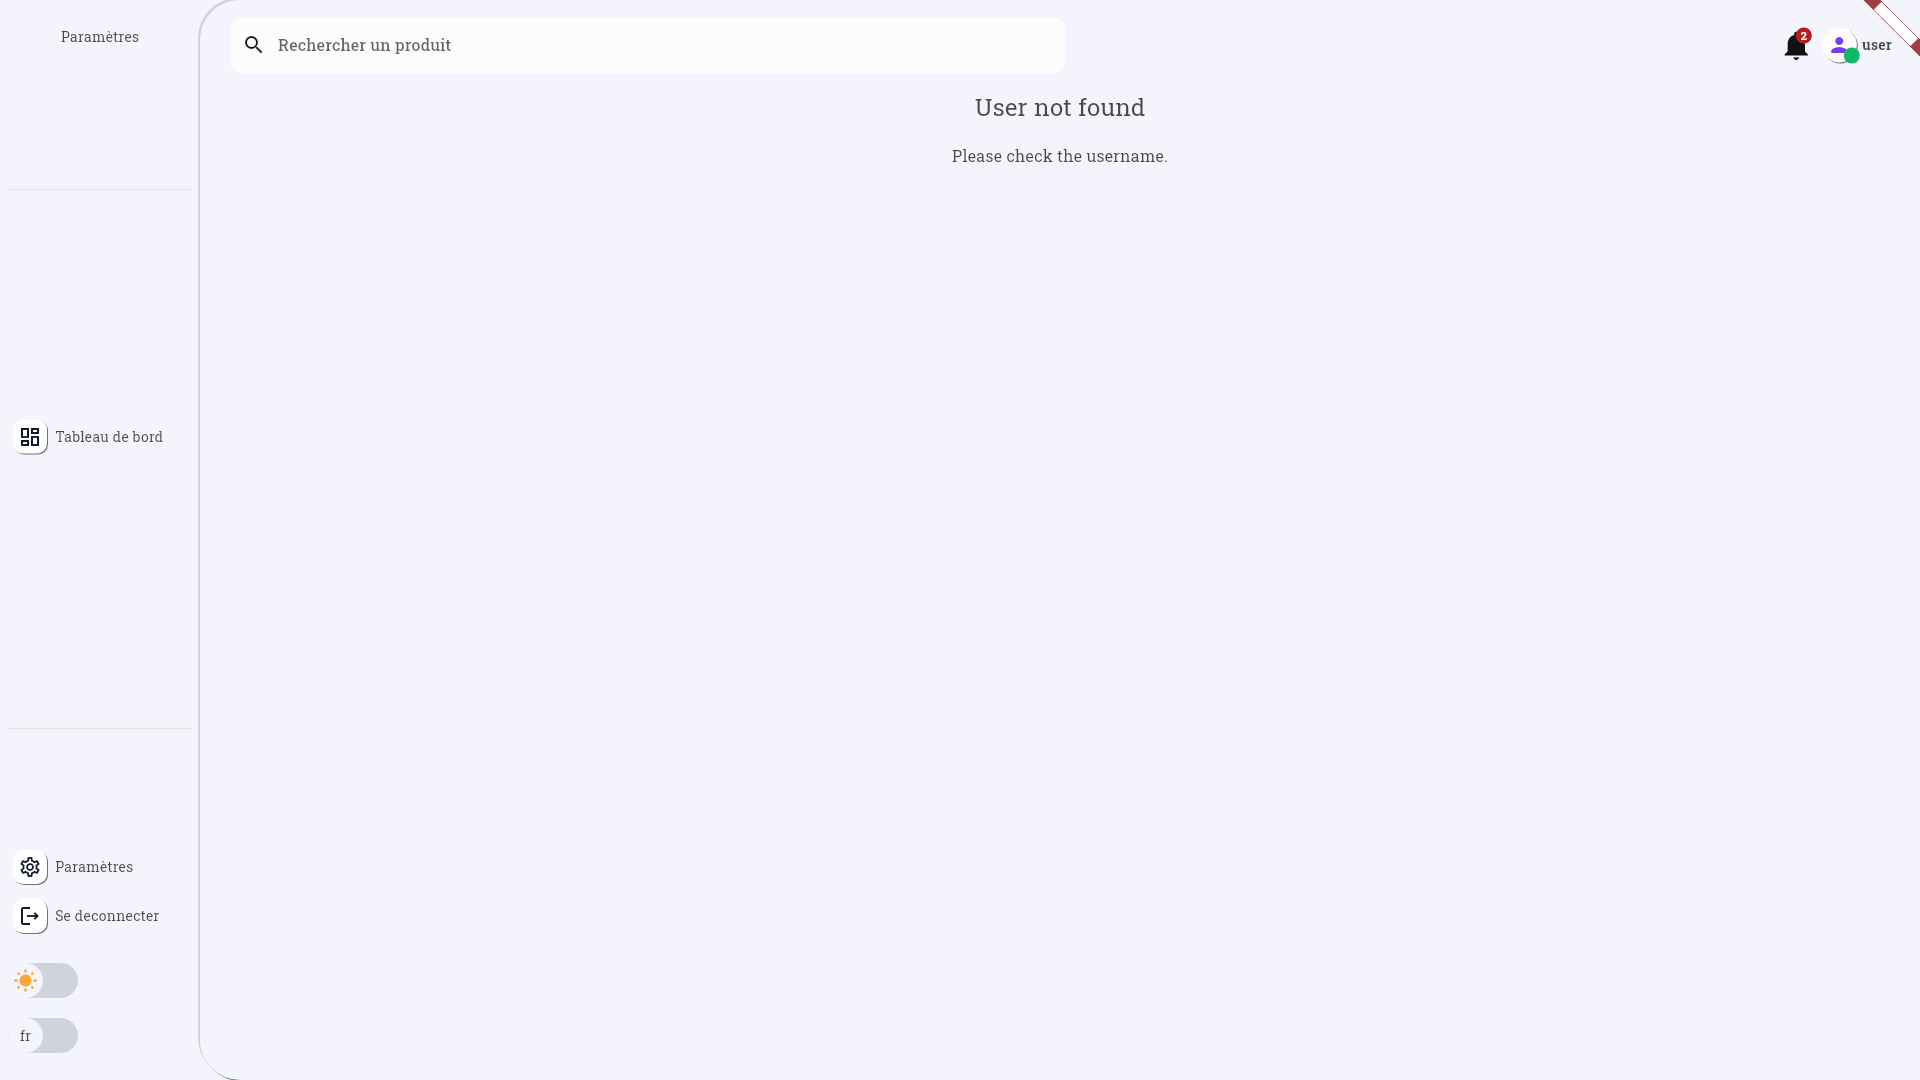 Paramètres
Rechercher un produit
2
user
User not found
Please check the username.
Tableau de bord
Paramètres
Se deconnecter
fr